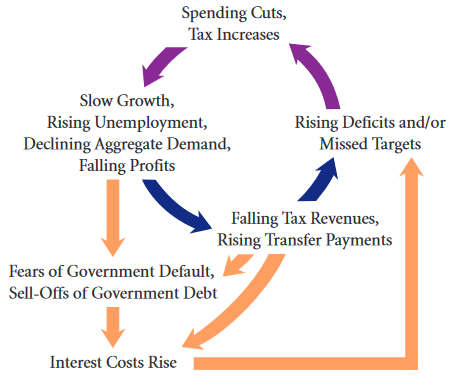 Spending Cuts,
Tax Increases
Slow Growth,
Rising Unemployment,
Declining Aggregate Demand,
Falling Profits
Rising Deficits and/or
Missed Targets
Falling Tax Revenues,
Rising Transfer Payments
Fears of Government Default,
Sell-Offs of Government Debt
Interest Costs Rise